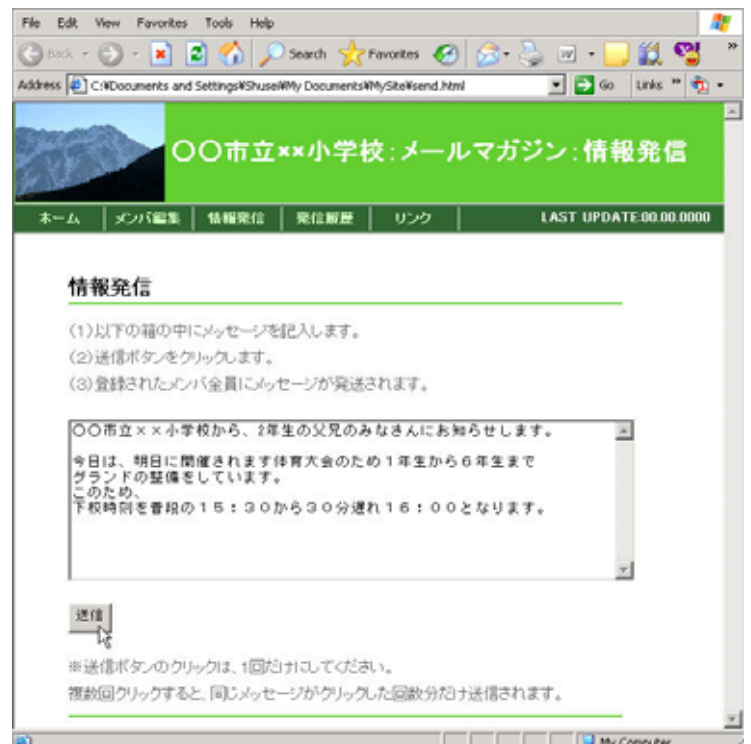 File Edit View Favorites Tools Help
Back Search Favorites
Address C:¥Documents and Settings¥Shusei¥My Documents¥MySite¥send.html Go Links
〇〇市立××小学校:メールマガジン:情報発信
ホーム メンバ編集 情報発信 発信履歴 リンク LAST UPDATE:00.00.0000
情報発信
(1)以下の箱の中にメッセージを記入します。
(2)送信ボタンをクリックします。
(3)登録されたメンバ全員にメッセージが発送されます。
〇〇市立××小学校から、2年生の父兄のみなさんにお知らせします。
今日は、明日に開催されます体育大会のため1年生から6年生まで
グランドの整備をしています。
このため、
下校時刻を普段の15:30から30分遅れ16:00となります。
送信
※送信ボタンのクリックは、1回だけにしてください。
複数回クリックすると、同じメッセージがクリックした回数分だけ送信されます。
My Computer